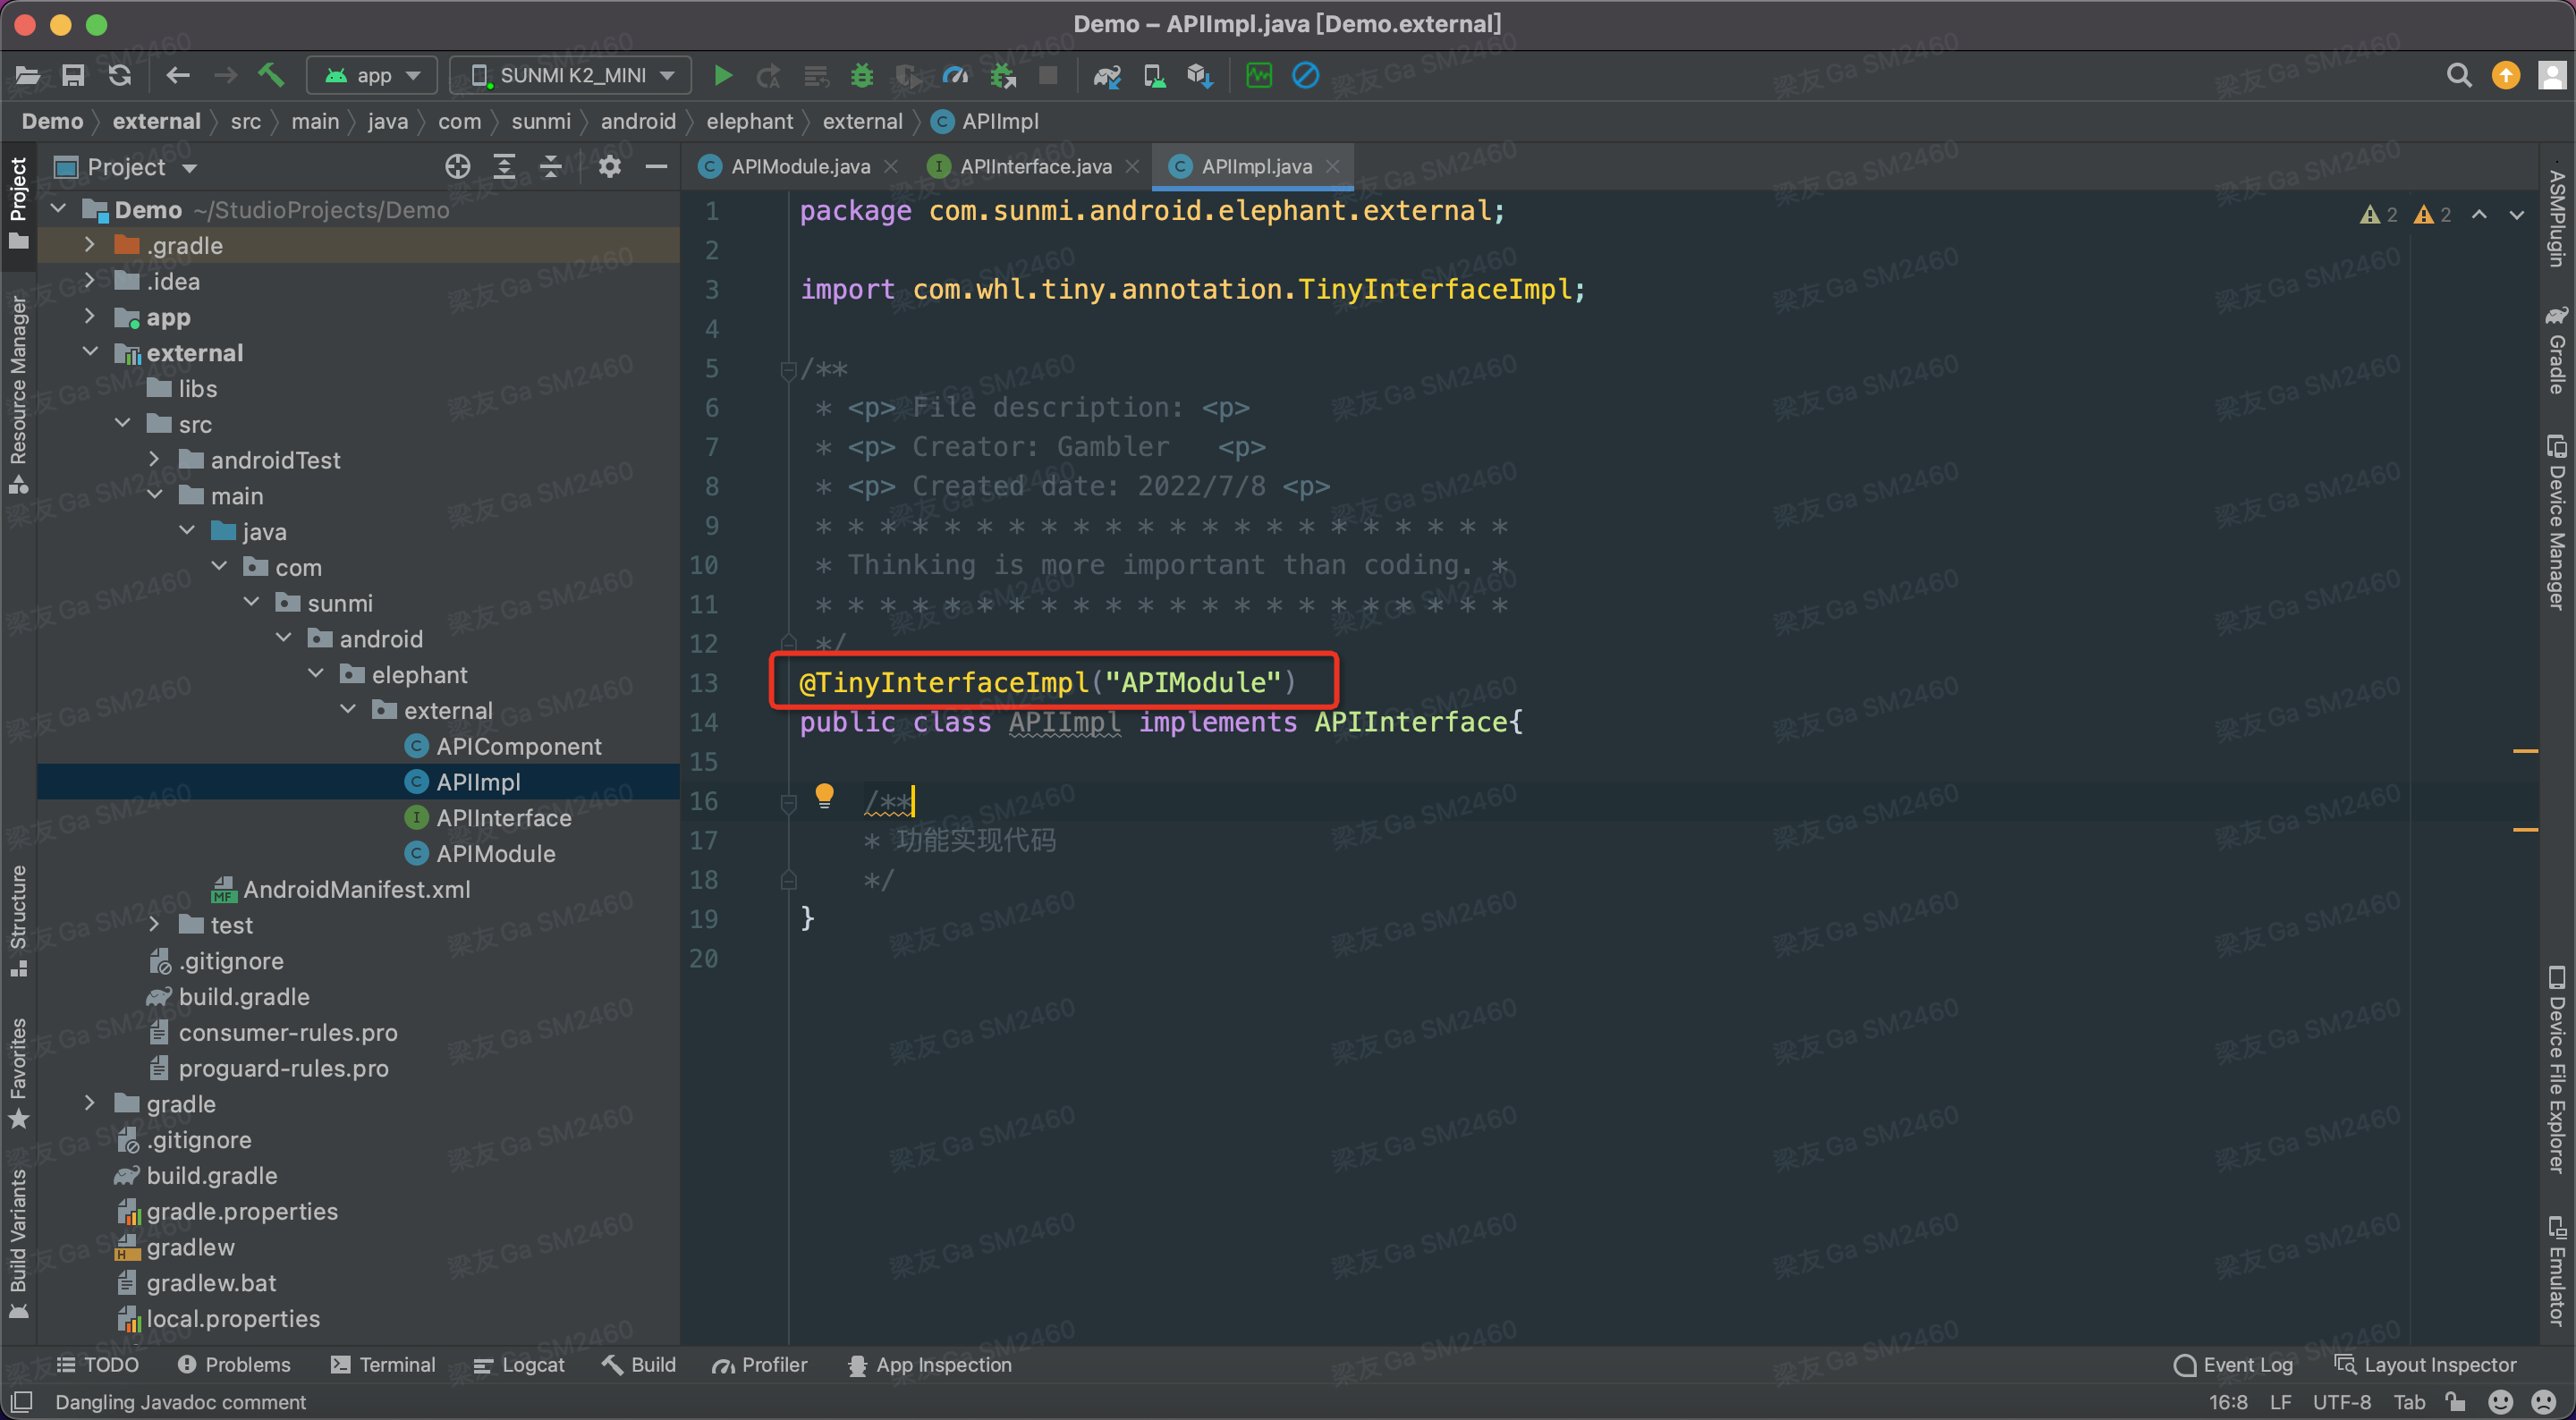 Demo – APIImpl.java [Demo.external]
app
SUNMI K2_MINI
Demo external src main java com sunmi android elephant external APIImpl
Project
APIModule.java
APIInterface.java
APIImpl.java
Demo ~/StudioProjects/Demo
.gradle
.idea
app
external
libs
src
androidTest
main
java
com
sunmi
android
elephant
external
APIComponent
APIImpl
APIInterface
APIModule
AndroidManifest.xml
test
.gitignore
build.gradle
consumer-rules.pro
proguard-rules.pro
gradle
.gitignore
build.gradle
gradle.properties
gradlew
gradlew.bat
local.properties
1 package com.sunmi.android.elephant.external;
2
3 import com.whl.tiny.annotation.TinyInterfaceImpl;
4
5 /**
6 * <p> File description: <p>
7 * <p> Creator: Gambler <p>
8 * <p> Created date: 2022/7/8 <p>
9 * * * * * * * * * * * * * * * * * * * * * *
10 * Thinking is more important than coding. *
11 * * * * * * * * * * * * * * * * * * * * * *
12 */
13 @TinyInterfaceImpl("APIModule")
14 public class APIImpl implements APIInterface{
15
16 /**
17 * 功能实现代码
18 */
19 }
20
2 2
Project
Resource Manager
Structure
Favorites
Build Variants
ASMPlugin
Gradle
Device Manager
Device File Explorer
Emulator
TODO Problems Terminal Logcat Build Profiler App Inspection Event Log Layout Inspector
Dangling Javadoc comment 16:8 LF UTF-8 Tab
梁友 Ga SM2460